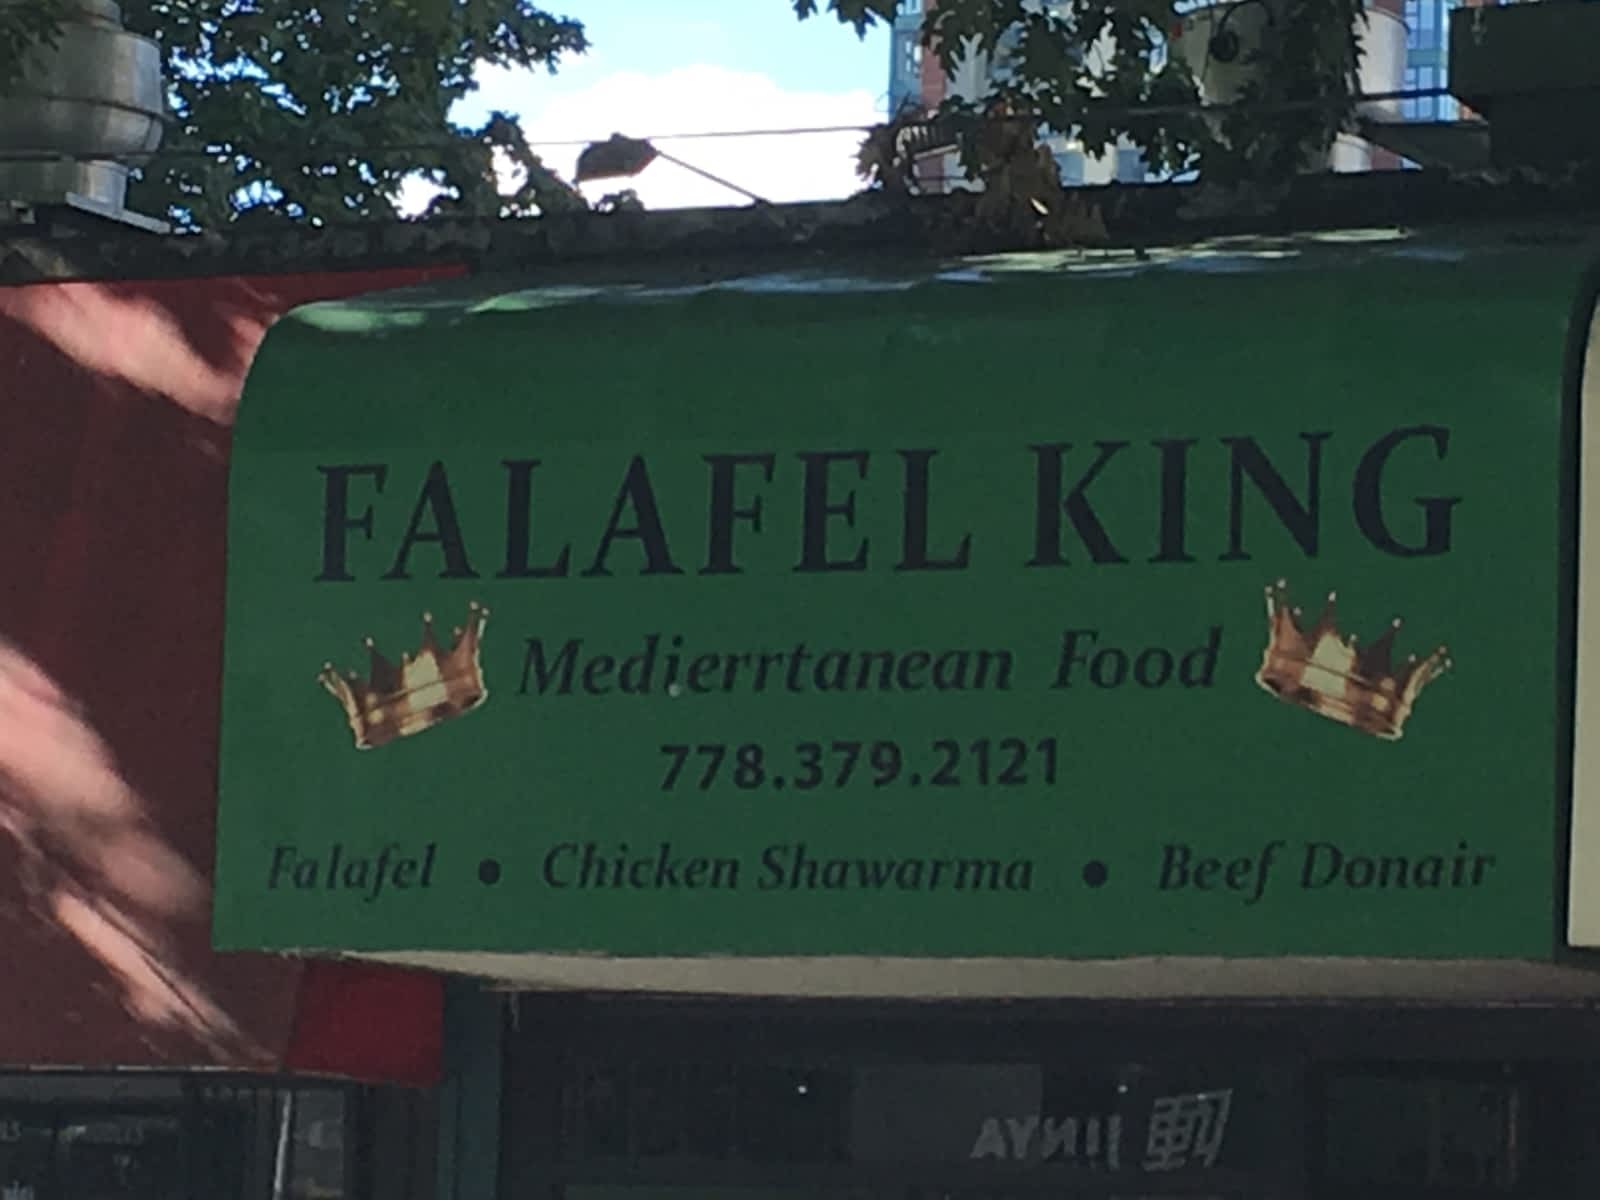 FALAFEL KING
Medierrtanean Food
778.379.2121
Falafel • Chicken Shawarma • Beef Donair